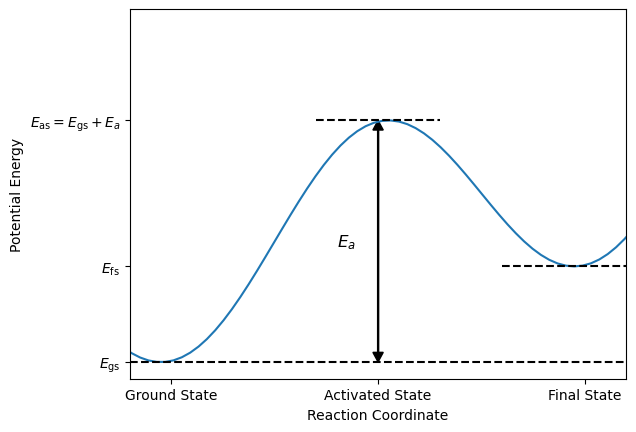 Potential Energy
E_as = E_gs + E_a
E_a
E_fs
E_gs
Ground State Activated State Final State
Reaction Coordinate